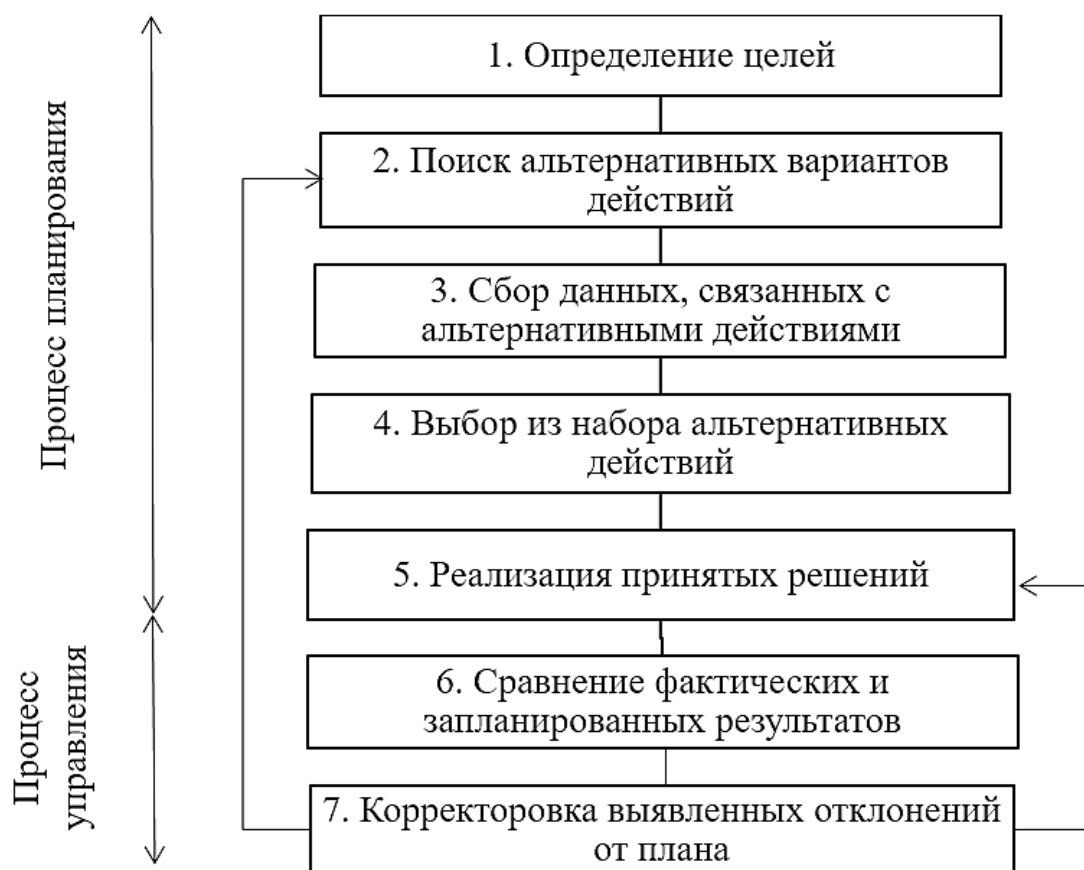 1. Определение целей
2. Поиск альтернативных вариантов
действий
3. Сбор данных, связанных с
альтернативными действиями
4. Выбор из набора альтернативных
действий
5. Реализация принятых решений
6. Сравнение фактических и
запланированных результатов
7. Корректоровка выявленных отклонений
от плана
Процесс планирования
Процесс
управления